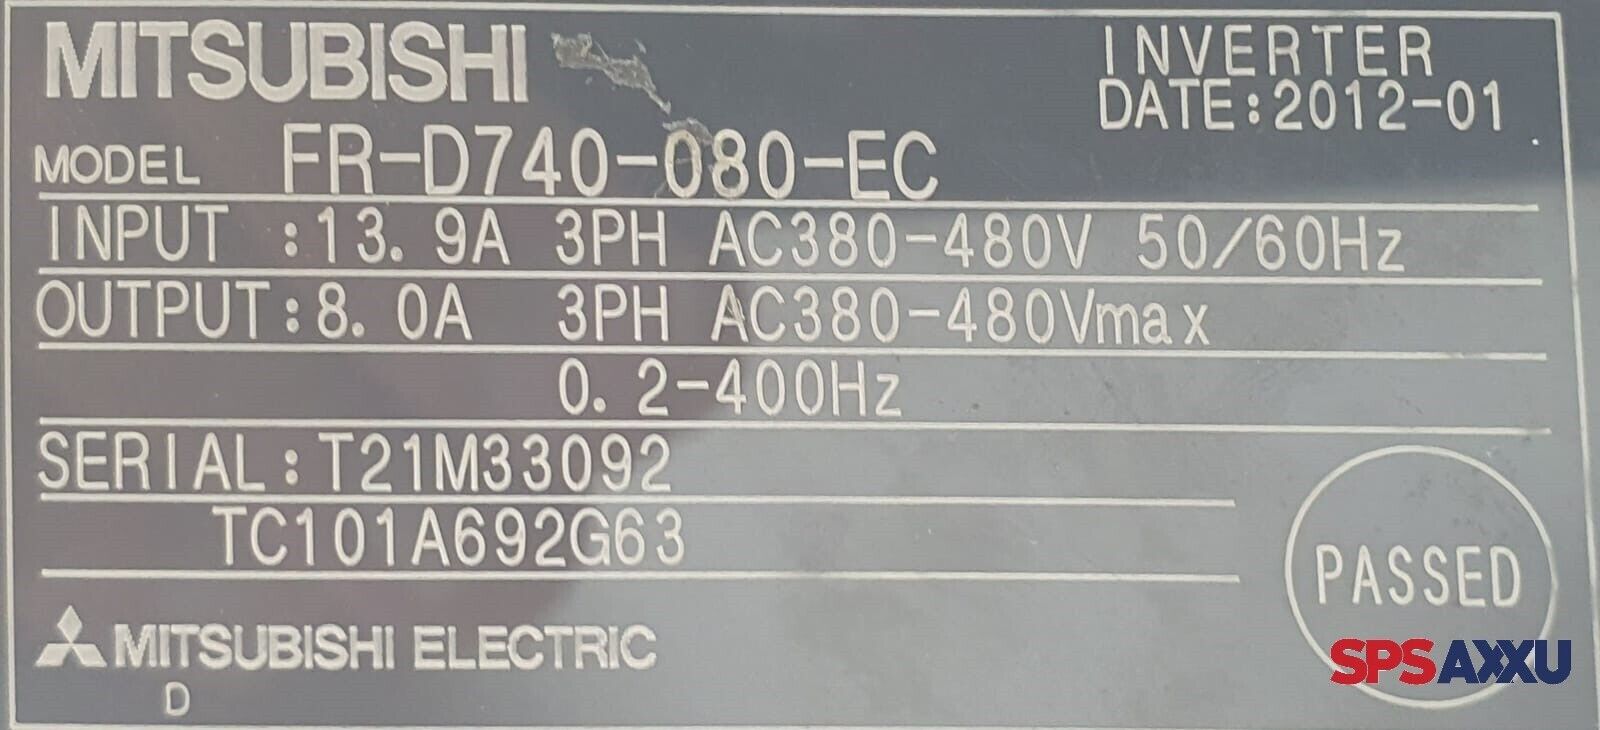 MITSUBISHI
INVERTER
DATE:2012-01
MODEL FR-D740-080-EC
INPUT :13.9A 3PH AC380-480V 50/60Hz
OUTPUT:8.0A 3PH AC380-480Vmax
0.2-400Hz
SERIAL:T21M33092
TC101A692G63
PASSED
MITSUBISHI ELECTRIC
D
SPSAXXU